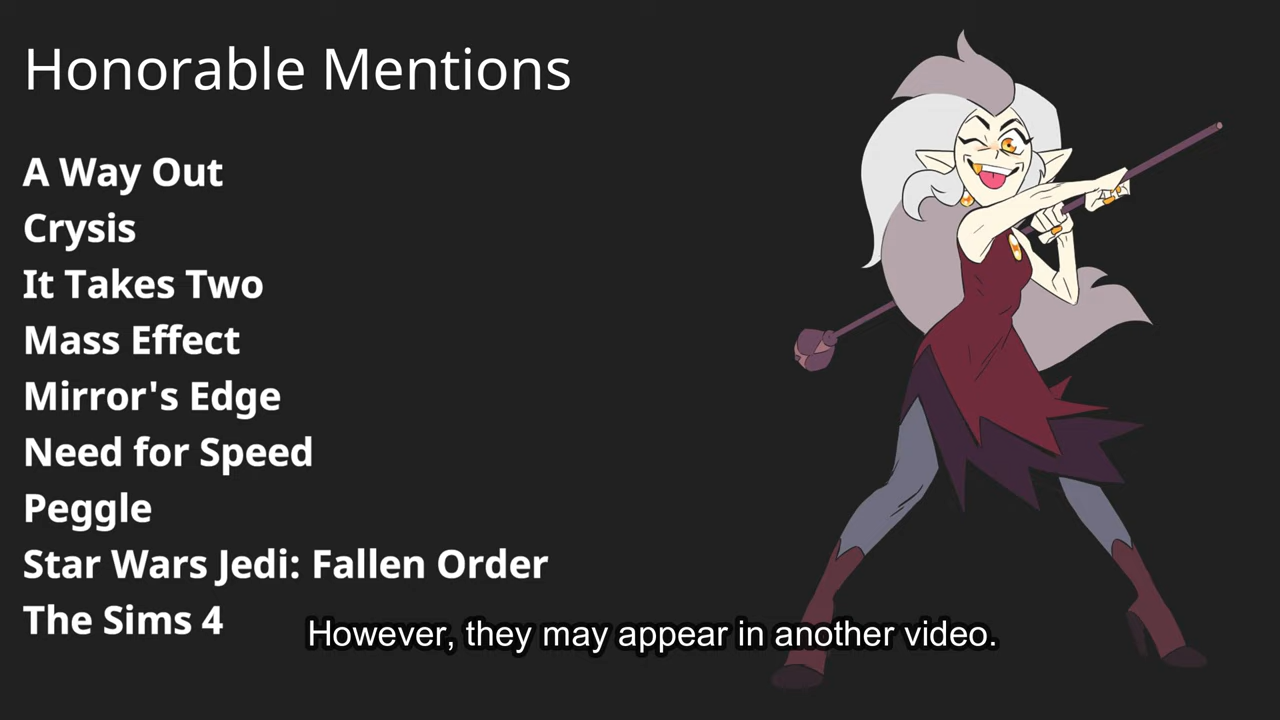 Honorable Mentions
A Way Out
Crysis
It Takes Two
Mass Effect
Mirror's Edge
Need for Speed
Peggle
Star Wars Jedi: Fallen Order
The Sims 4
However, they may appear in another video.